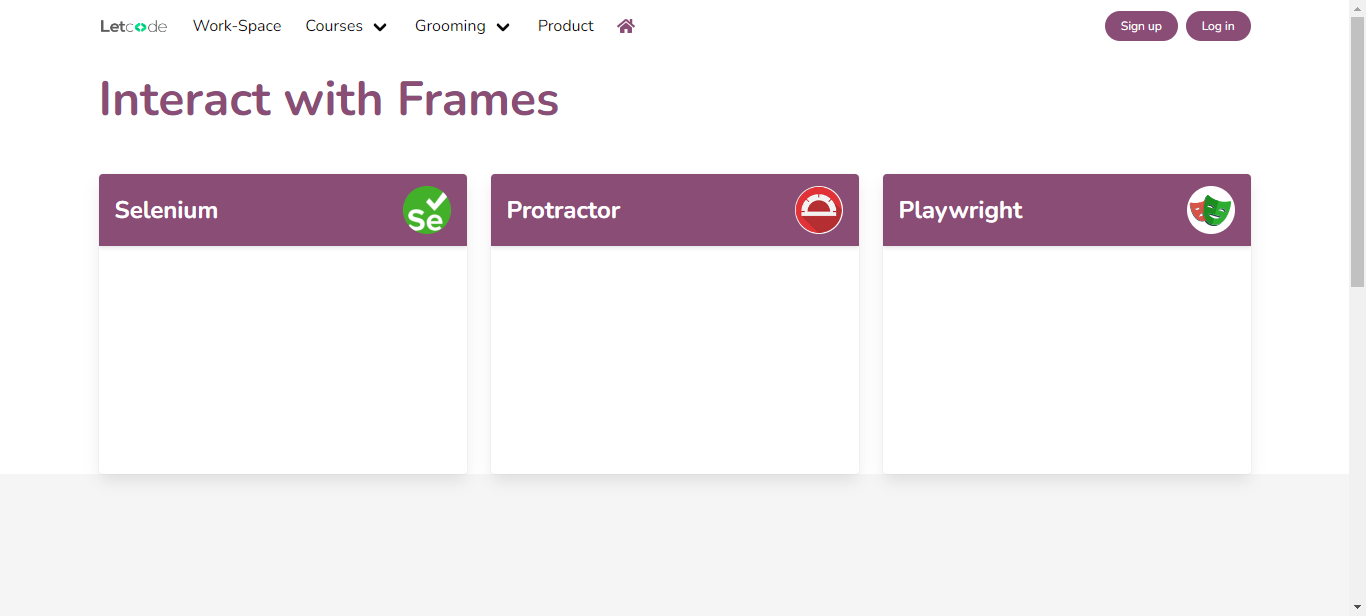 Letcode Work-Space Courses Grooming Product Sign up Log in
Interact with Frames
Selenium Se Protractor Playwright